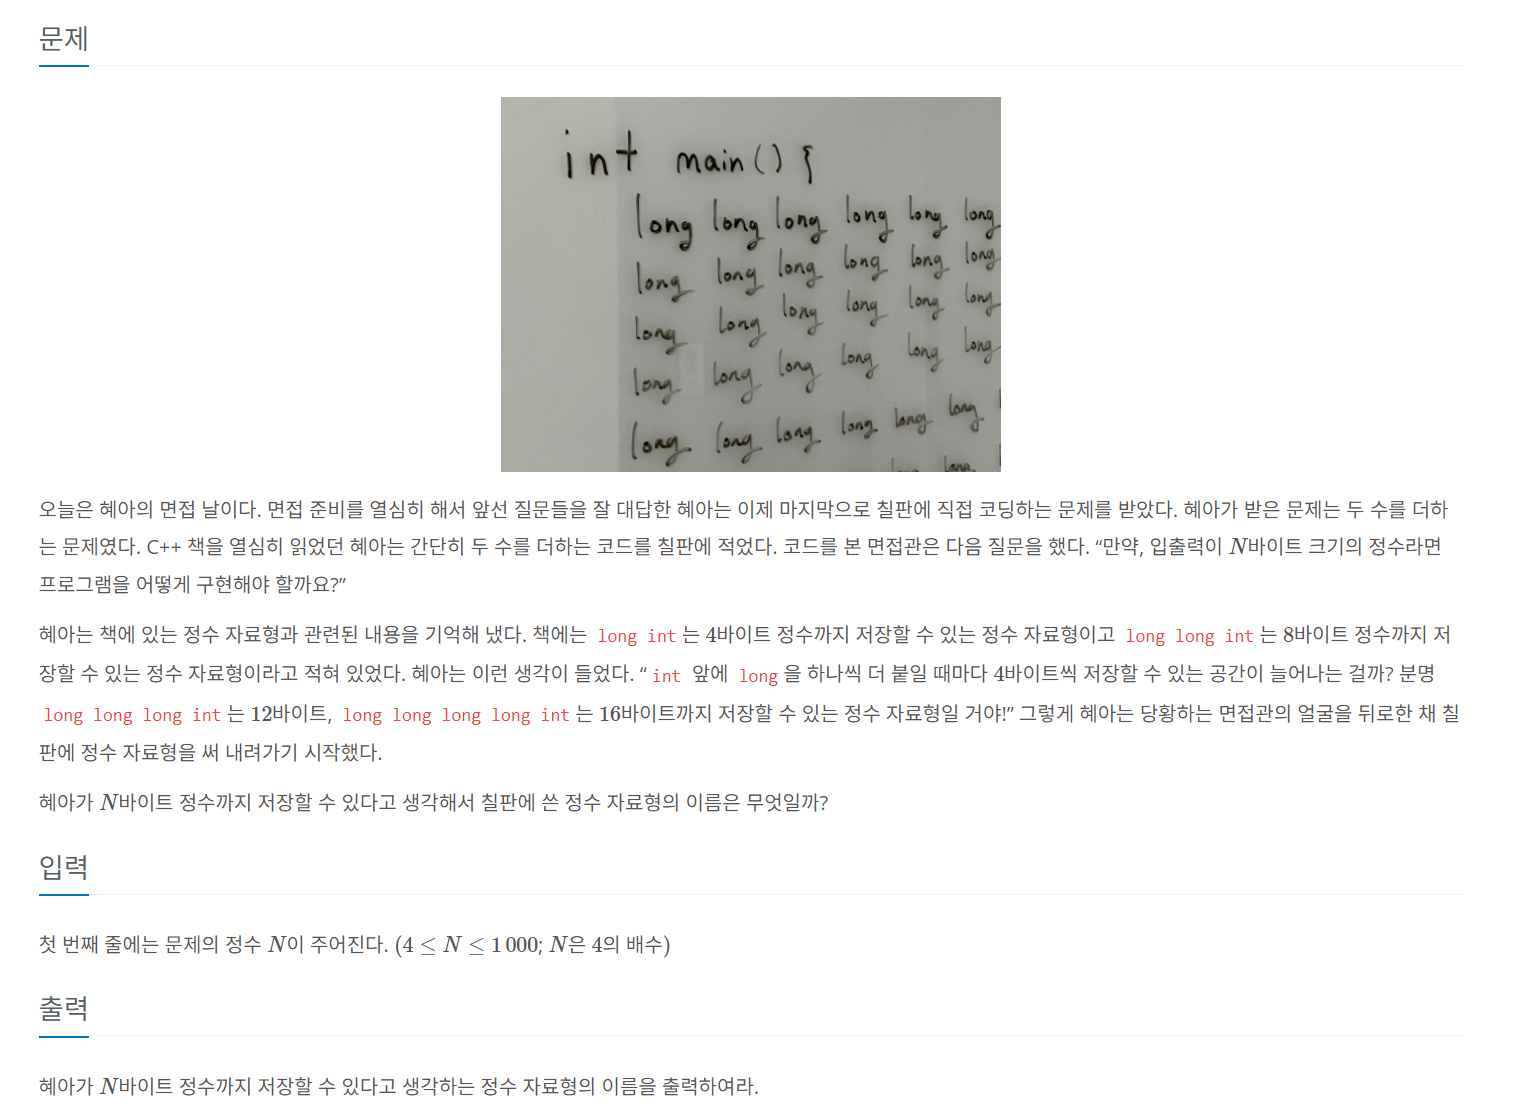 문제
int main() {
long long long long long long
long long long long long long
long long long long long long
long long long long long long
long long long long long long
long
오늘은 혜아의 면접 날이다. 면접 준비를 열심히 해서 앞선 질문들을 잘 대답한 혜아는 이제 마지막으로 칠판에 직접 코딩하는 문제를 받았다. 혜아가 받은 문제는 두 수를 더하
는 문제였다. C++ 책을 열심히 읽었던 혜아는 간단히 두 수를 더하는 코드를 칠판에 적었다. 코드를 본 면접관은 다음 질문을 했다. “만약, 입출력이 N바이트 크기의 정수라면
프로그램을 어떻게 구현해야 할까요?”
혜아는 책에 있는 정수 자료형과 관련된 내용을 기억해 냈다. 책에는 long int 는 4바이트 정수까지 저장할 수 있는 정수 자료형이고 long long int 는 8바이트 정수까지 저
장할 수 있는 정수 자료형이라고 적혀 있었다. 혜아는 이런 생각이 들었다. “ int 앞에 long 을 하나씩 더 붙일 때마다 4바이트씩 저장할 수 있는 공간이 늘어나는 걸까? 분명
long long long int 는 12바이트, long long long long int 는 16바이트까지 저장할 수 있는 정수 자료형일 거야!” 그렇게 혜아는 당황하는 면접관의 얼굴을 뒤로한 채 칠
판에 정수 자료형을 써 내려가기 시작했다.
혜아가 N바이트 정수까지 저장할 수 있다고 생각해서 칠판에 쓴 정수 자료형의 이름은 무엇일까?
입력
첫 번째 줄에는 문제의 정수 N이 주어진다. (4 ≤ N ≤ 1 000; N은 4의 배수)
출력
혜아가 N바이트 정수까지 저장할 수 있다고 생각하는 정수 자료형의 이름을 출력하여라.